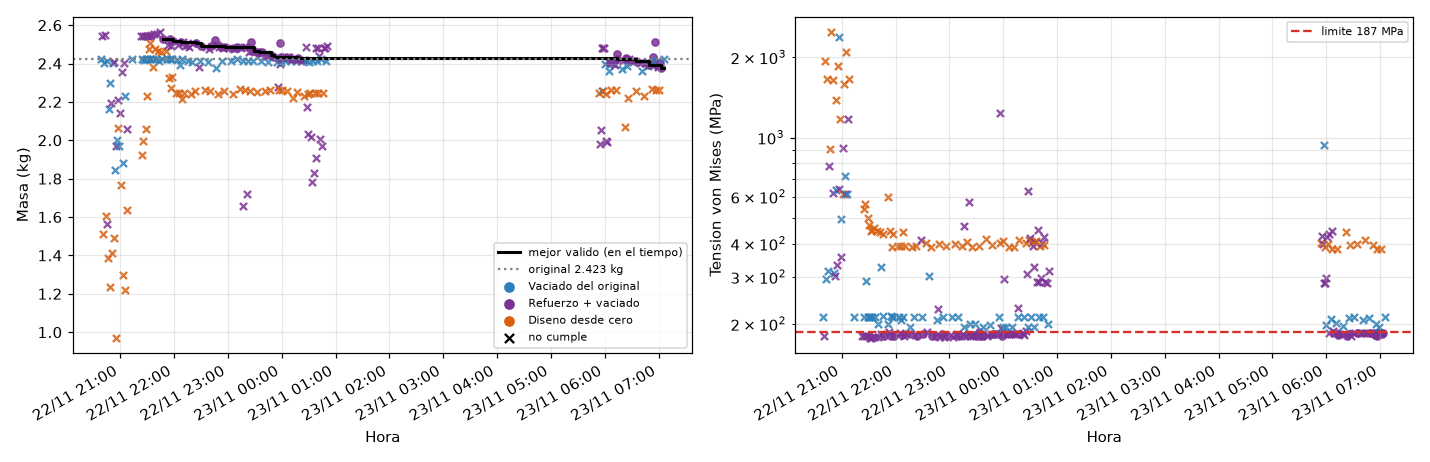 2.6
2.4
2.2
2.0
1.8
1.6
1.4
1.2
1.0
Masa (kg)
mejor valido (en el tiempo)
original 2.423 kg
Vaciado del original
Refuerzo + vaciado
Diseno desde cero
no cumple
22/11 21:00
22/11 22:00
22/11 23:00
23/11 00:00
23/11 01:00
23/11 02:00
23/11 03:00
23/11 04:00
23/11 05:00
23/11 06:00
23/11 07:00
Hora
limite 187 MPa
2 × 10³
10³
6 × 10²
4 × 10²
3 × 10²
2 × 10²
Tension von Mises (MPa)
22/11 21:00
22/11 22:00
22/11 23:00
23/11 00:00
23/11 01:00
23/11 02:00
23/11 03:00
23/11 04:00
23/11 05:00
23/11 06:00
23/11 07:00
Hora